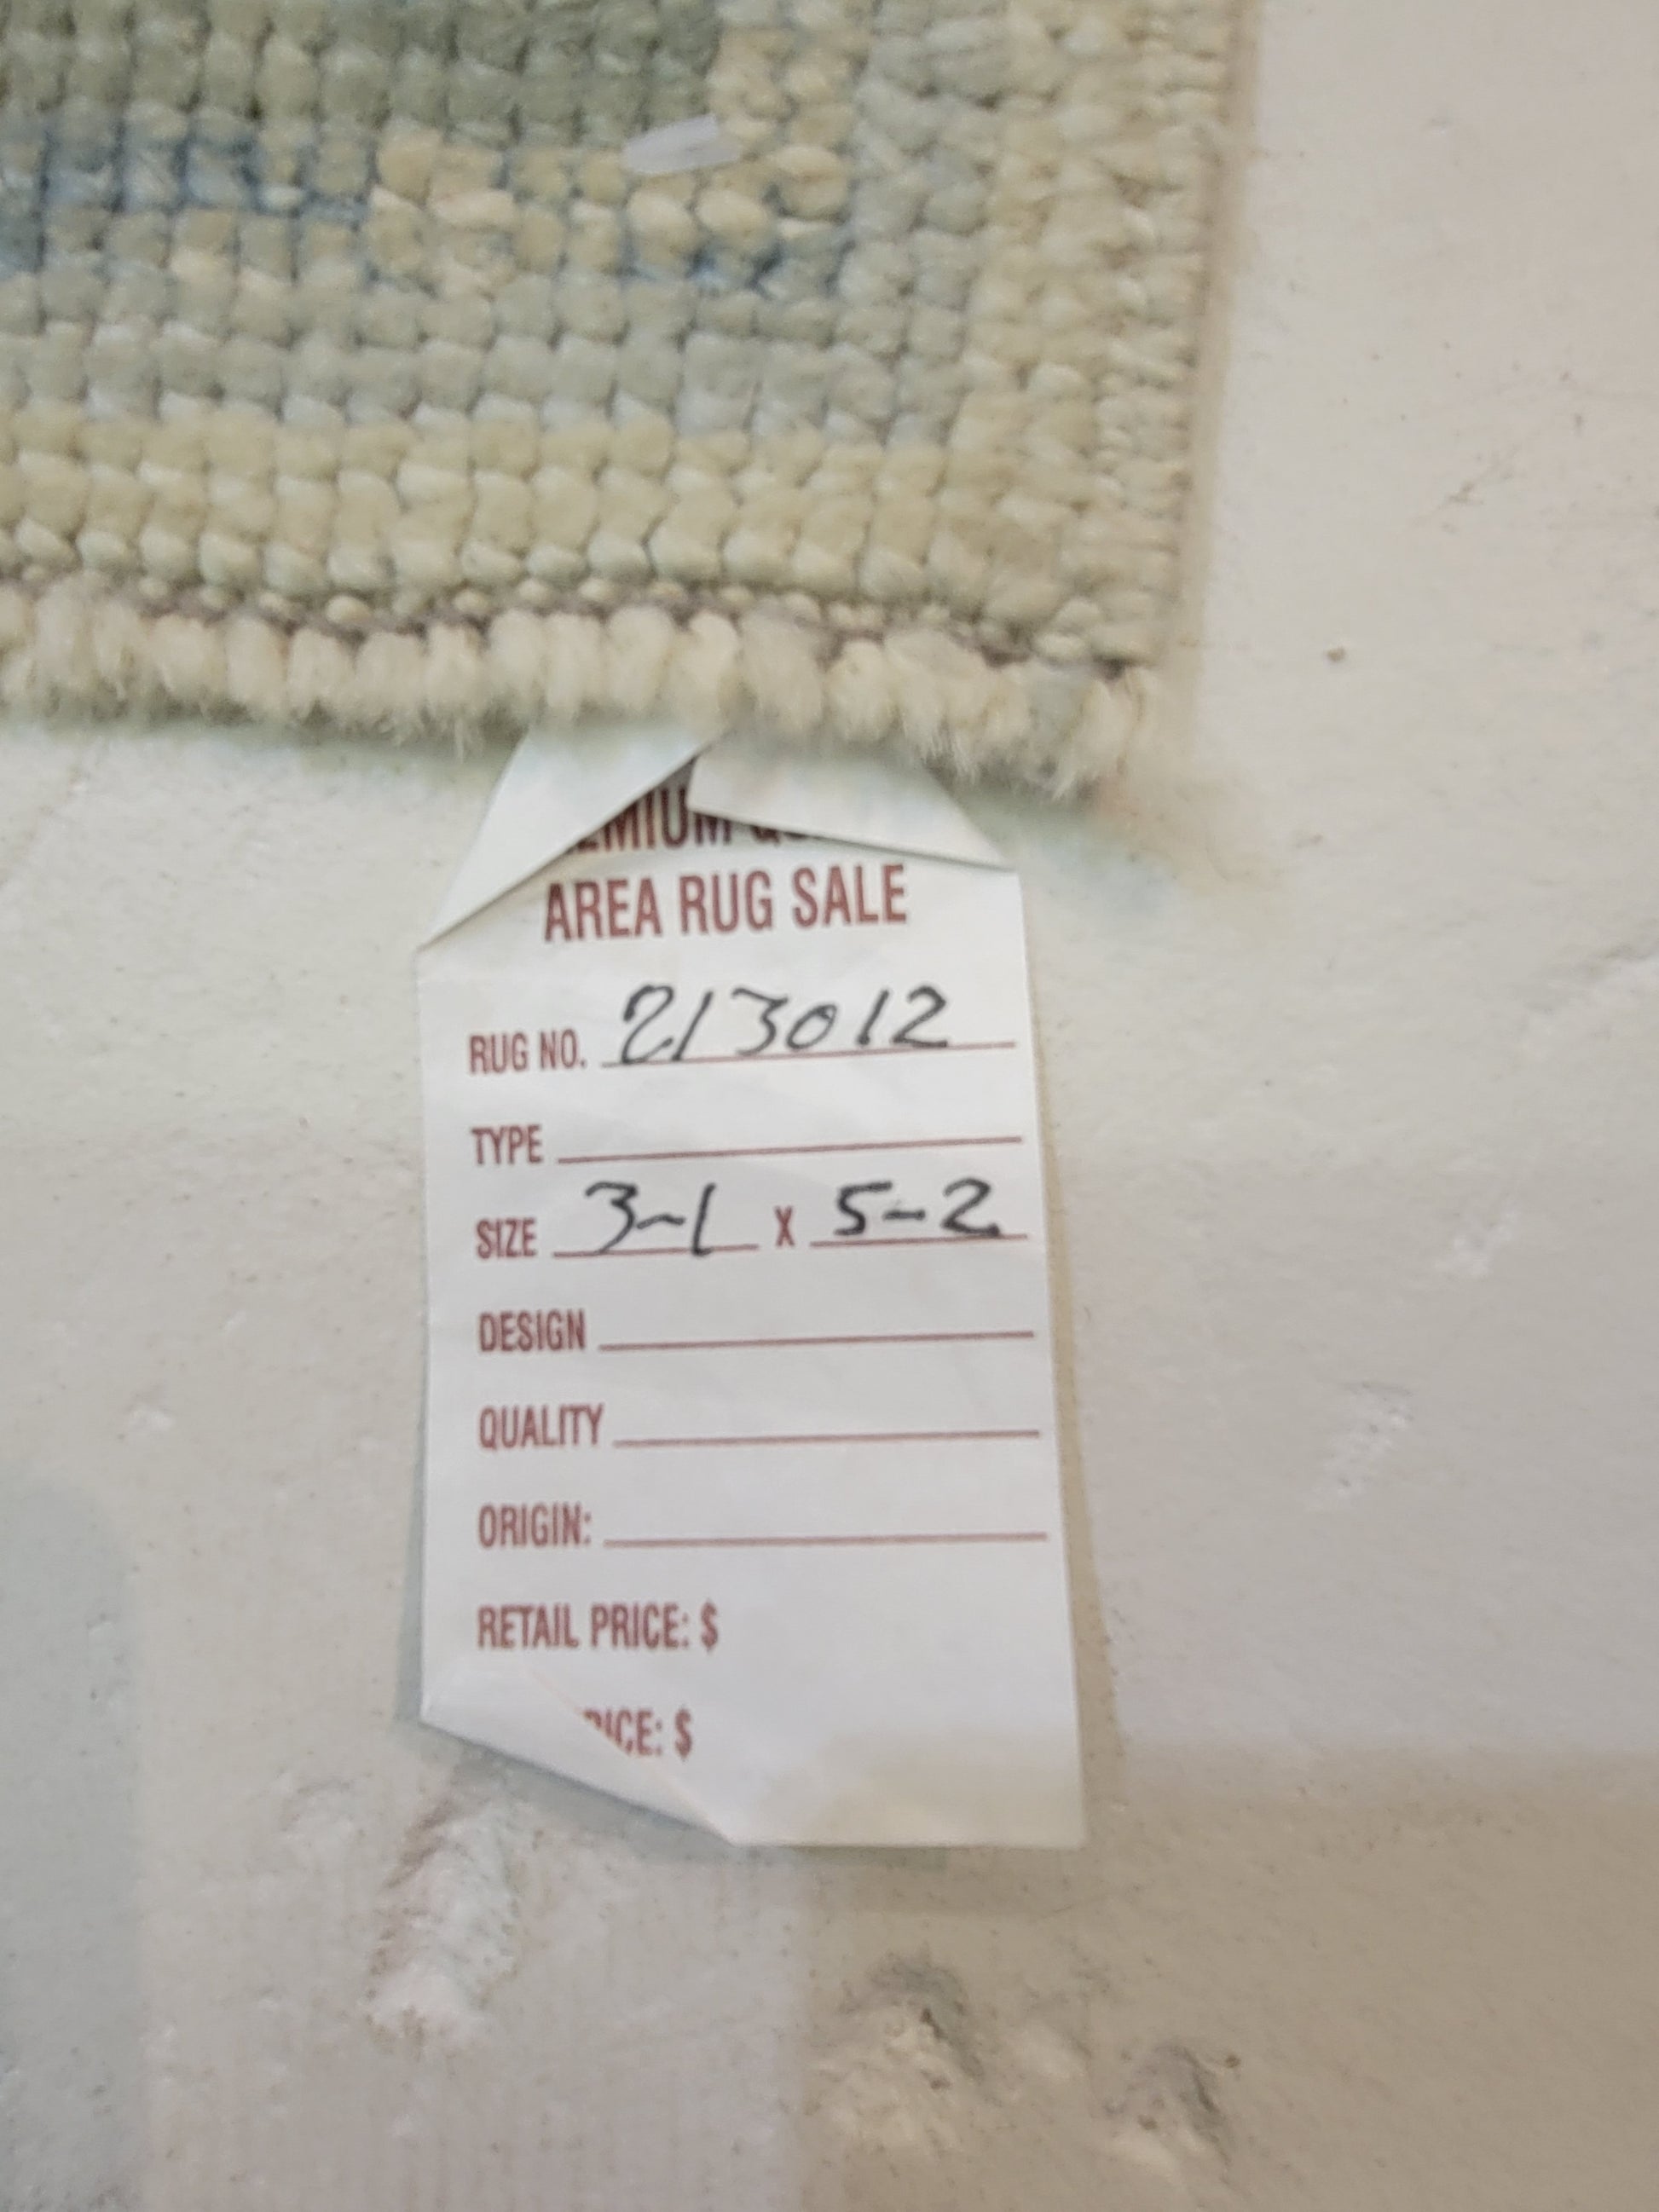 AREA RUG SALE
RUG NO. 213012
TYPE
SIZE 3-1 X 5-2
DESIGN
QUALITY
ORIGIN:
RETAIL PRICE: $
$